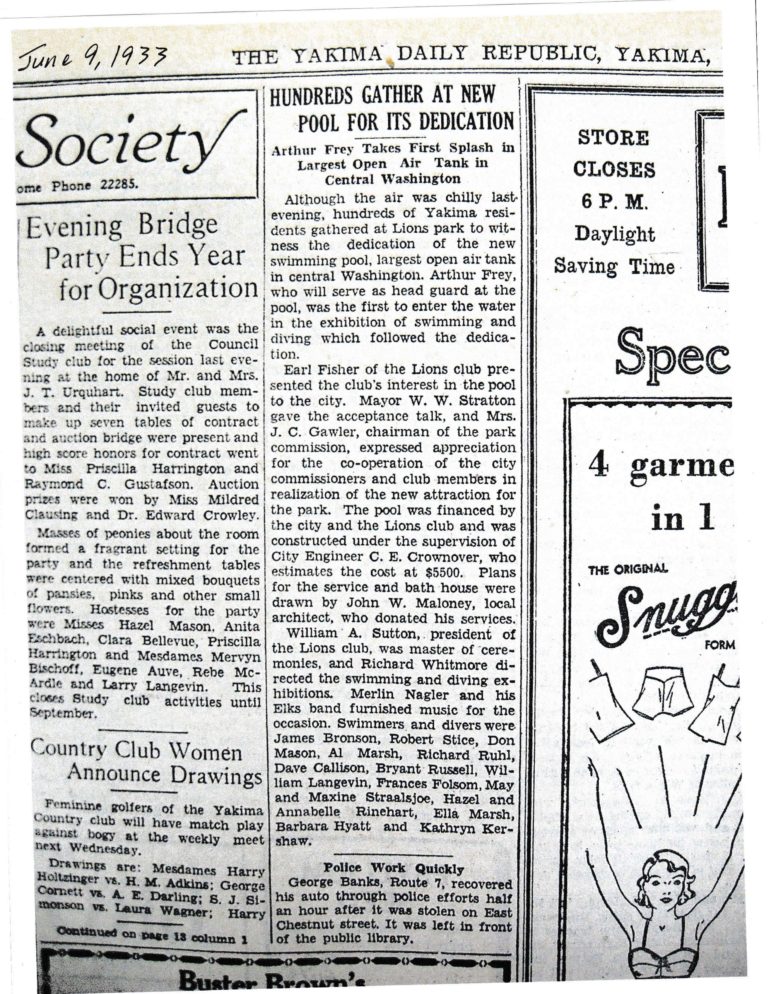 June 9, 1933
THE YAKIMA DAILY REPUBLIC, YAKIMA,
Society
ome Phone 22285.
Evening Bridge
Party Ends Year
for Organization
A delightful social event was the
closing meeting of the Council
Study club for the session last eve-
ning at the home of Mr. and Mrs.
J. T. Urquhart. Study club mem-
bers and their invited guests to
make up seven tables of contract
and auction bridge were present and
high score honors for contract went
to Miss Priscilla Harrington and
Raymond C. Gustafson. Auction
prizes were won by Miss Mildred
Clausing and Dr. Edward Crowley.
Masses of peonies about the room
formed a fragrant setting for the
party and the refreshment tables
were centered with mixed bouquets
of pansies, pinks and other small
flowers. Hostesses for the party
were Misses Hazel Mason, Anita
Eschbach, Clara Bellevue, Priscilla
Harrington and Mesdames Mervyn
Bischoff, Eugene Auve, Rebe Mc-
Ardle and Larry Langevin. This
closes Study club activities until
September.
Country Club Women
Announce Drawings
Feminine golfers of the Yakima
Country club will have match play
against bogy at the weekly meet
next Wednesday.
Drawings are: Mesdames Harry
Holtzinger vs. H. M. Adkins; George
Cornett vs. A. E. Darling; S. J. Si-
monson vs. Laura Wagner; Harry
Continued on page 13 column 1
HUNDREDS GATHER AT NEW
POOL FOR ITS DEDICATION
Arthur Frey Takes First Splash in
Largest Open Air Tank in
Central Washington
Although the air was chilly last
evening, hundreds of Yakima resi-
dents gathered at Lions park to wit-
ness the dedication of the new
swimming pool, largest open air tank
in central Washington. Arthur Frey,
who will serve as head guard at the
pool, was the first to enter the water
in the exhibition of swimming and
diving which followed the dedica-
tion.
Earl Fisher of the Lions club pre-
sented the club's interest in the pool
to the city. Mayor W. W. Stratton
gave the acceptance talk, and Mrs.
J. C. Gawler, chairman of the park
commission, expressed appreciation
for the co-operation of the city
commissioners and club members in
realization of the new attraction for
the park. The pool was financed by
the city and the Lions club and was
constructed under the supervision of
City Engineer C. E. Crownover, who
estimates the cost at $5500. Plans
for the service and bath house were
drawn by John W. Maloney, local
architect, who donated his services.
William A. Sutton, president of
the Lions club, was master of cere-
monies, and Richard Whitmore di-
rected the swimming and diving ex-
hibitions. Merlin Nagler and his
Elks band furnished music for the
occasion. Swimmers and divers were
James Bronson, Robert Stice, Don
Mason, Al Marsh, Richard Ruhl,
Dave Callison, Bryant Russell, Wil-
liam Langevin, Frances Folsom, May
and Maxine Straalsjoe, Hazel and
Annabelle Rinehart, Ella Marsh,
Barbara Hyatt and Kathryn Ker-
shaw.
Police Work Quickly
George Banks, Route 7, recovered
his auto through police efforts half
an hour after it was stolen on East
Chestnut street. It was left in front
of the public library.
STORE
CLOSES
6 P. M.
Daylight
Saving Time
Spec
4 garme
in 1
THE ORIGINAL
Snugg
FORM
Buster Brown's